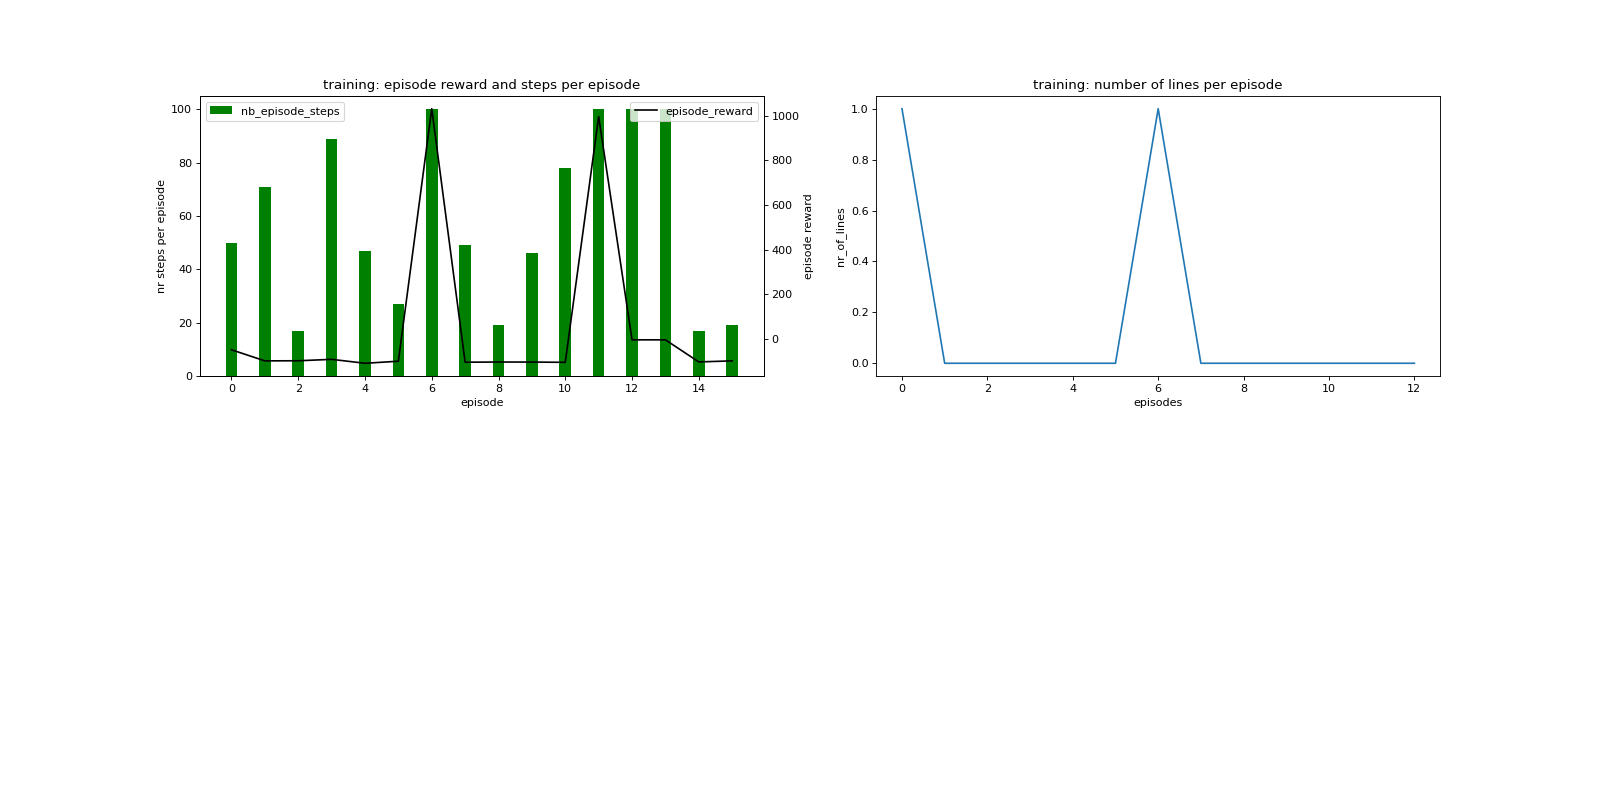 training: episode reward and steps per episode
nb_episode_steps
episode_reward
nr steps per episode
100
80
60
40
20
0
1000
800
600
400
200
0
episode reward
0 2 4 6 8 10 12 14
episode
training: number of lines per episode
nr_of_lines
1.0
0.8
0.6
0.4
0.2
0.0
0 2 4 6 8 10 12
episodes